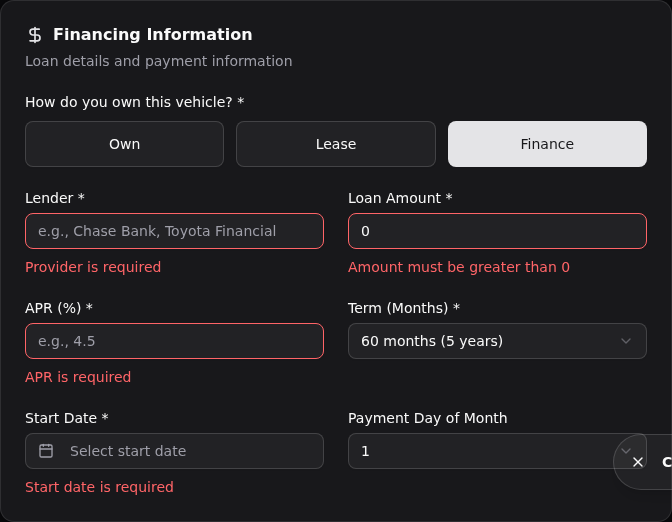 Financing Information
Loan details and payment information
How do you own this vehicle? *
Own
Lease
Finance
Lender *
Loan Amount *
e.g., Chase Bank, Toyota Financial
0
Provider is required
Amount must be greater than 0
APR (%) *
Term (Months) *
e.g., 4.5
60 months (5 years)
APR is required
Start Date *
Payment Day of Month
Select start date
1
Start date is required